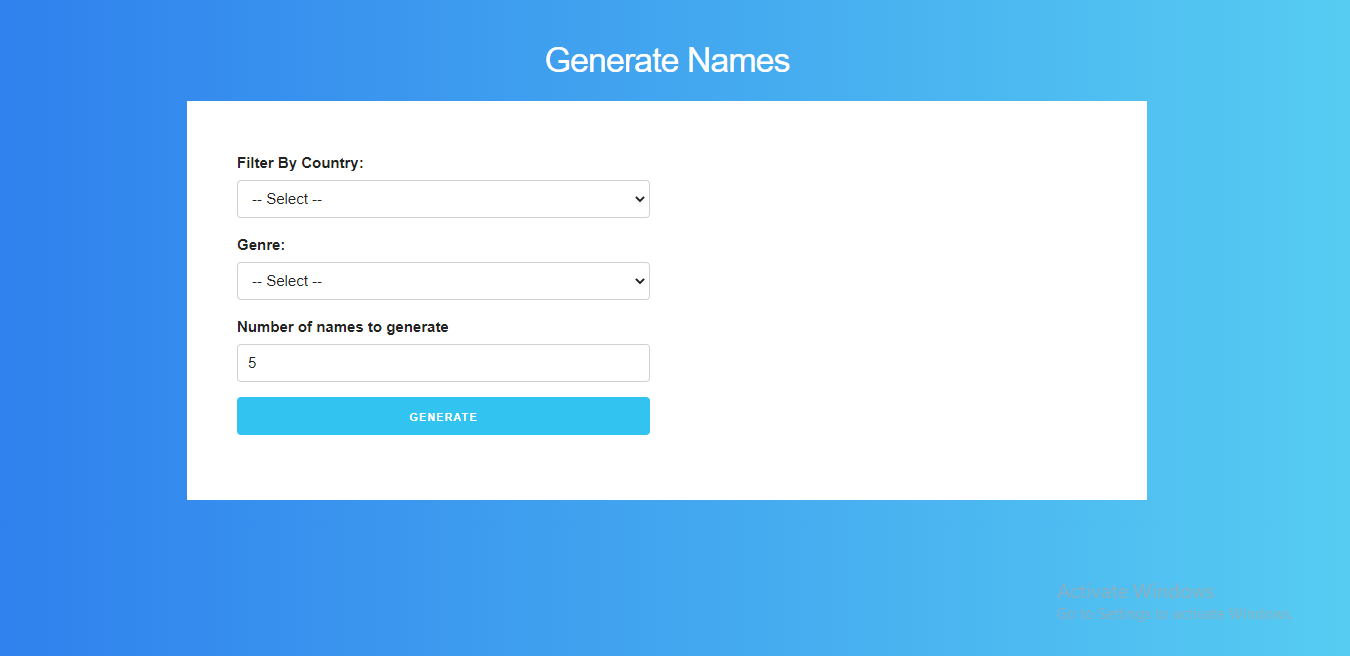 Generate Names
Filter By Country:
-- Select --
Genre:
-- Select --
Number of names to generate
5
GENERATE
Activate Windows
Go to Settings to activate Windows.